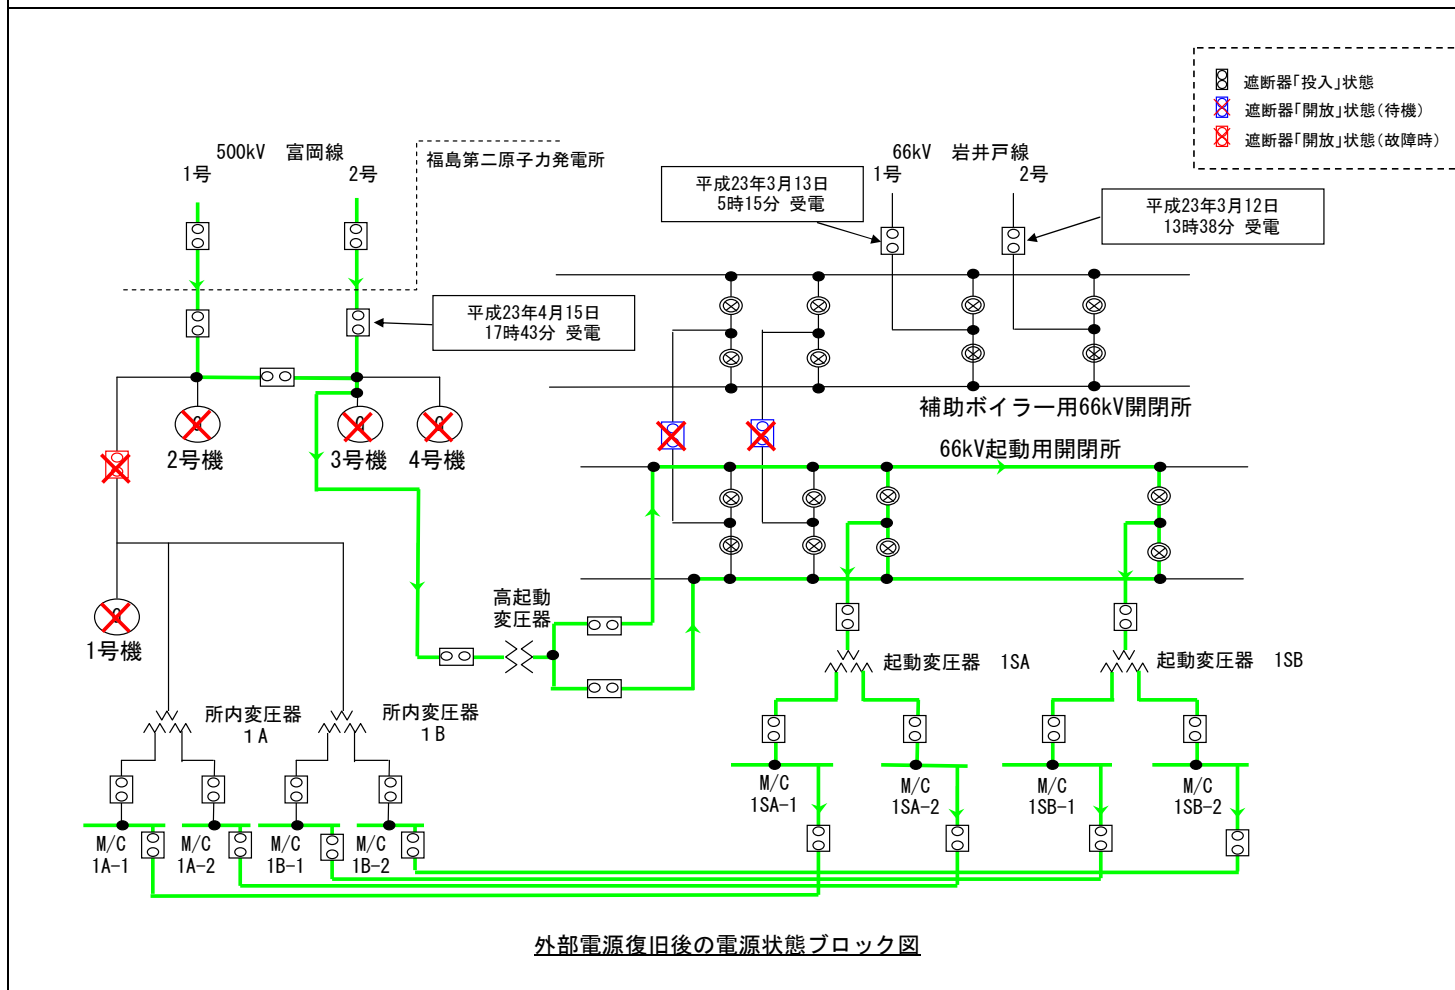 遮断器「投入」状態
遮断器「開放」状態(待機)
遮断器「開放」状態(故障時)
500kV 富岡線
1号
2号
福島第二原子力発電所
66kV 岩井戸線
1号
2号
平成23年3月13日
5時15分 受電
平成23年3月12日
13時38分 受電
平成23年4月15日
17時43分 受電
補助ボイラー用66kV開閉所
66kV起動用開閉所
2号機
3号機
4号機
1号機
高起動
変圧器
起動変圧器 1SA
起動変圧器 1SB
所内変圧器
1A
所内変圧器
1B
M/C
1SA-1
M/C
1SA-2
M/C
1SB-1
M/C
1SB-2
M/C
1A-1
M/C
1A-2
M/C
1B-1
M/C
1B-2
外部電源復旧後の電源状態ブロック図